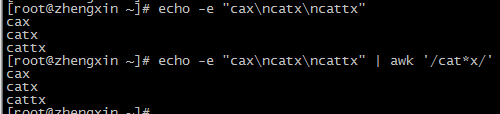 [root@zhengxin ~]# echo -e "cax\ncatx\ncattx"
cax
catx
cattx
[root@zhengxin ~]# echo -e "cax\ncatx\ncattx" | awk '/cat*x/'
cax
catx
cattx
[root@zhengxin ~]#